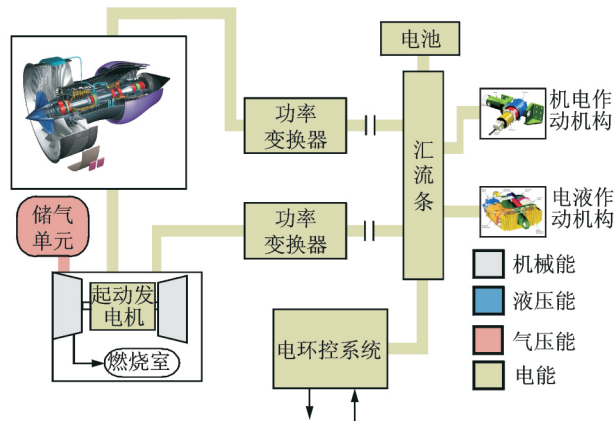 电池
功率
变换器
汇
流
条
机电作
动机构
储气
单元
功率
变换器
电液作
动机构
起动发
电机
燃烧室
电环控系统
机械能
液压能
气压能
电能